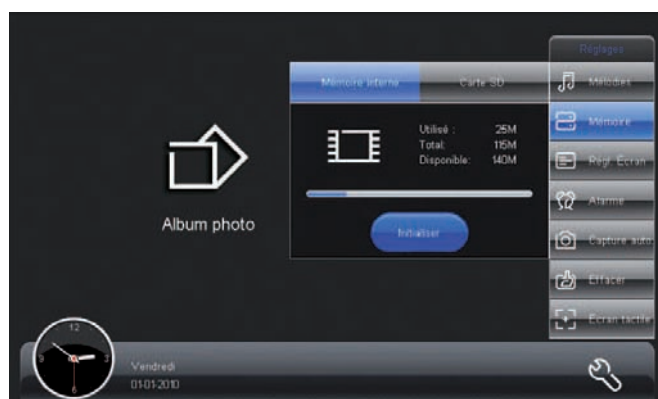 Réglages
Mémoire interne
Carte SD
Mélodies
Mémoire
Utilisé : 25M
Total: 115M
Disponible: 140M
Régl. Écran
Alarme
Album photo
Initialiser
Capture auto
Effacer
Écran tactile
12
9
3
6
Vendredi
01-01-2010